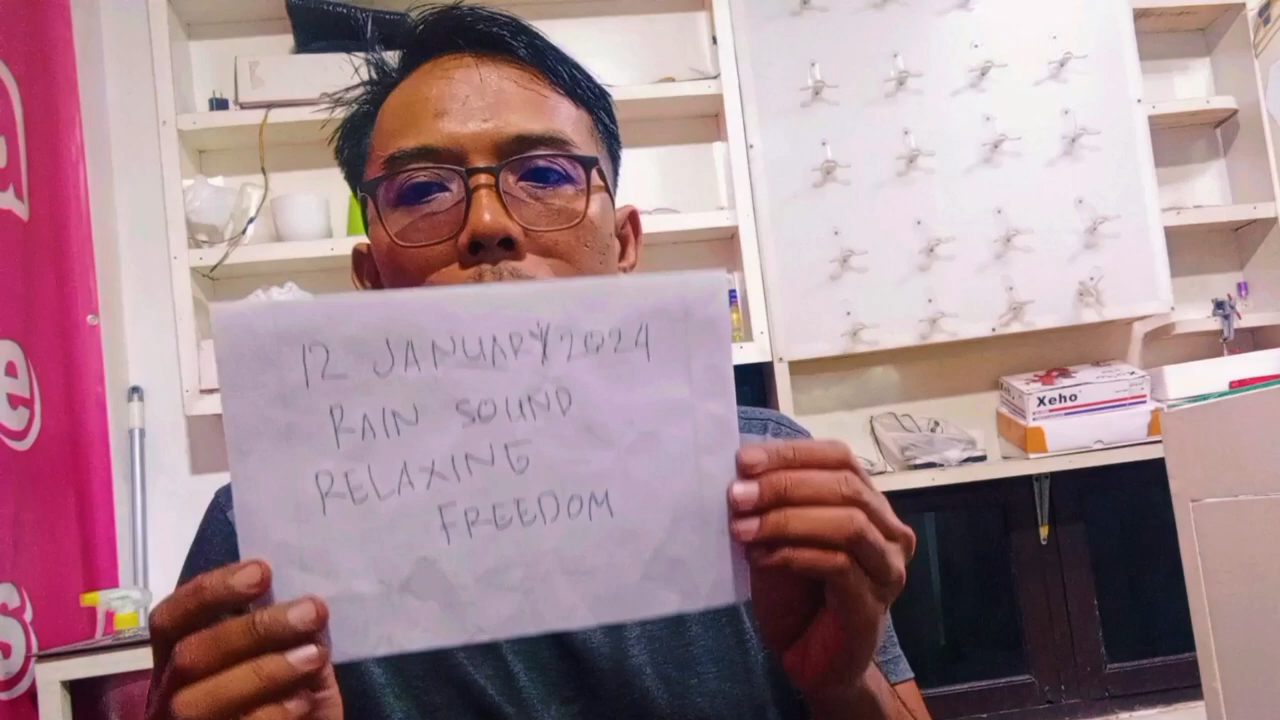 12 JANUARY 2024
RAIN SOUND
RELAXING
FREEDOM
Xeho
e
s